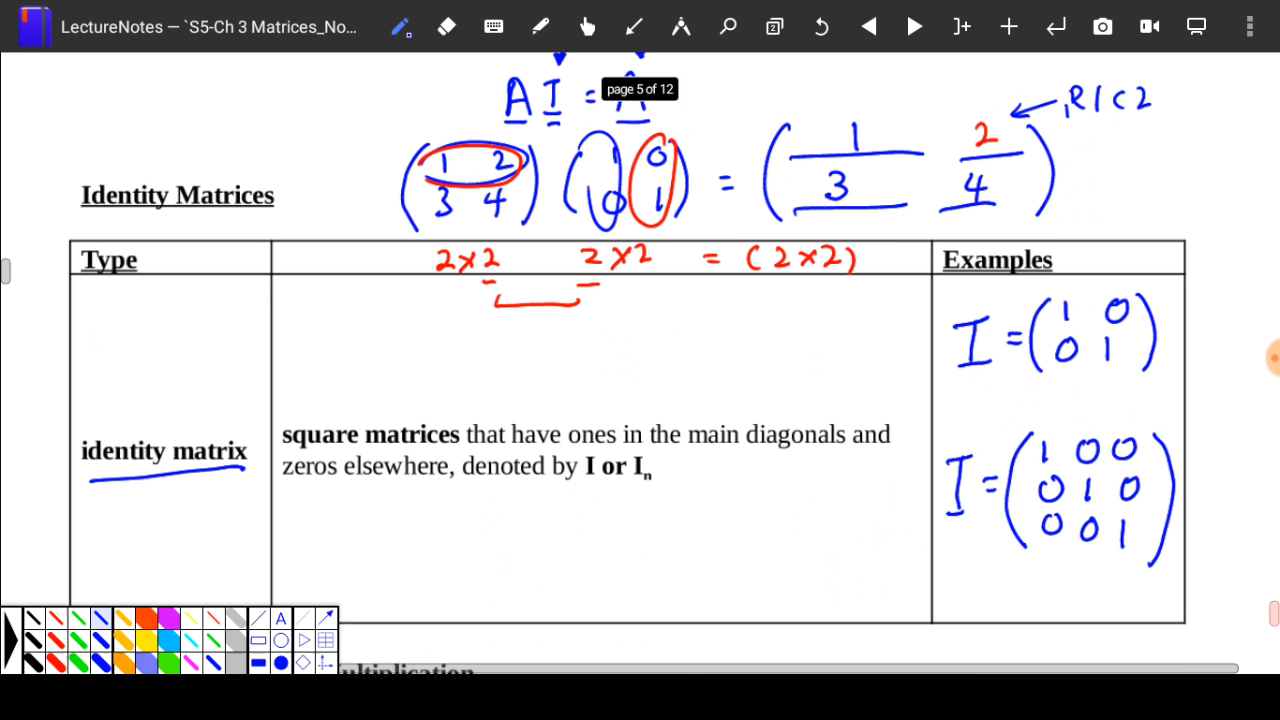 LectureNotes — `S5-Ch 3 Matrices_No...
page 5 of 12
A I =
R1C2
(1 2 3 4) (1 0 0 1) = (1 2 3 4)
Identity Matrices
Type
2×2 2×2 = (2×2)
Examples
I = (1 0
0 1)
identity matrix
square matrices that have ones in the main diagonals and
zeros elsewhere, denoted by I or Iₙ
I = (1 0 0
0 1 0
0 0 1)